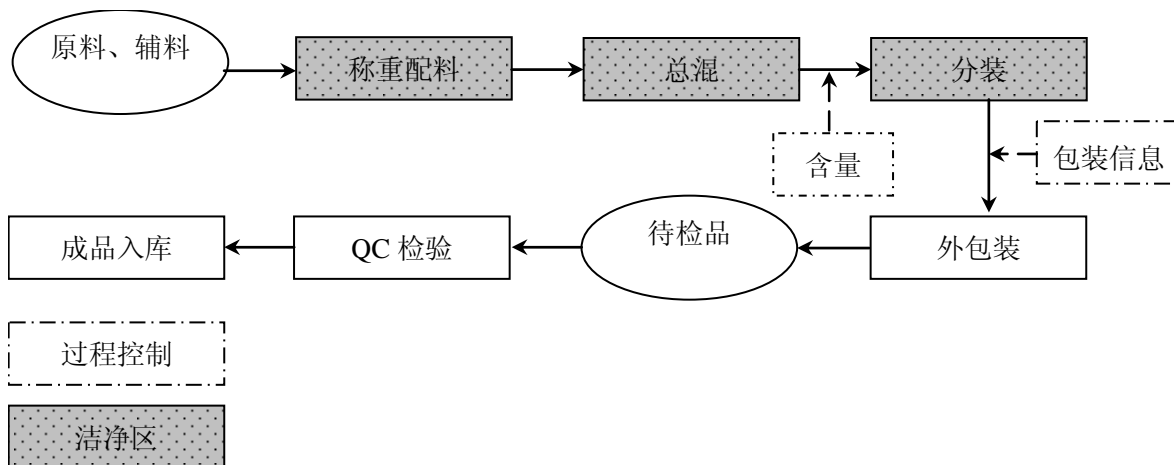 原料、辅料
称重配料
总混
分装
含量
包装信息
成品入库
QC 检验
待检品
外包装
过程控制
洁净区